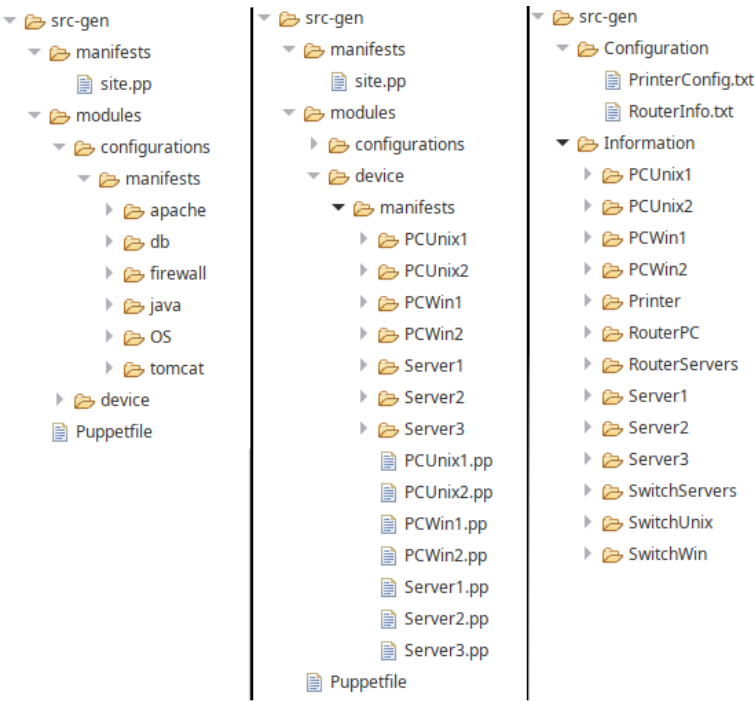 src-gen
manifests
site.pp
modules
configurations
manifests
apache
db
firewall
java
OS
tomcat
device
Puppetfile
src-gen
manifests
site.pp
modules
configurations
device
manifests
PCUnix1
PCUnix2
PCWin1
PCWin2
Server1
Server2
Server3
PCUnix1.pp
PCUnix2.pp
PCWin1.pp
PCWin2.pp
Server1.pp
Server2.pp
Server3.pp
Puppetfile
src-gen
Configuration
PrinterConfig.txt
RouterInfo.txt
Information
PCUnix1
PCUnix2
PCWin1
PCWin2
Printer
RouterPC
RouterServers
Server1
Server2
Server3
SwitchServers
SwitchUnix
SwitchWin